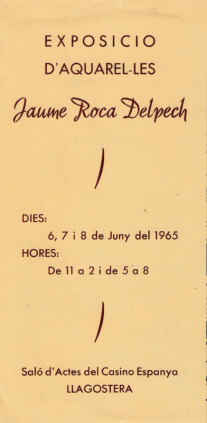 EXPOSICIO
D'AQUAREL-LES
Jaume Roca Delpech
DIES:
6, 7 i 8 de Juny del 1965
HORES:
De 11 a 2 i de 5 a 8
Saló d'Actes del Casino Espanya
LLAGOSTERA